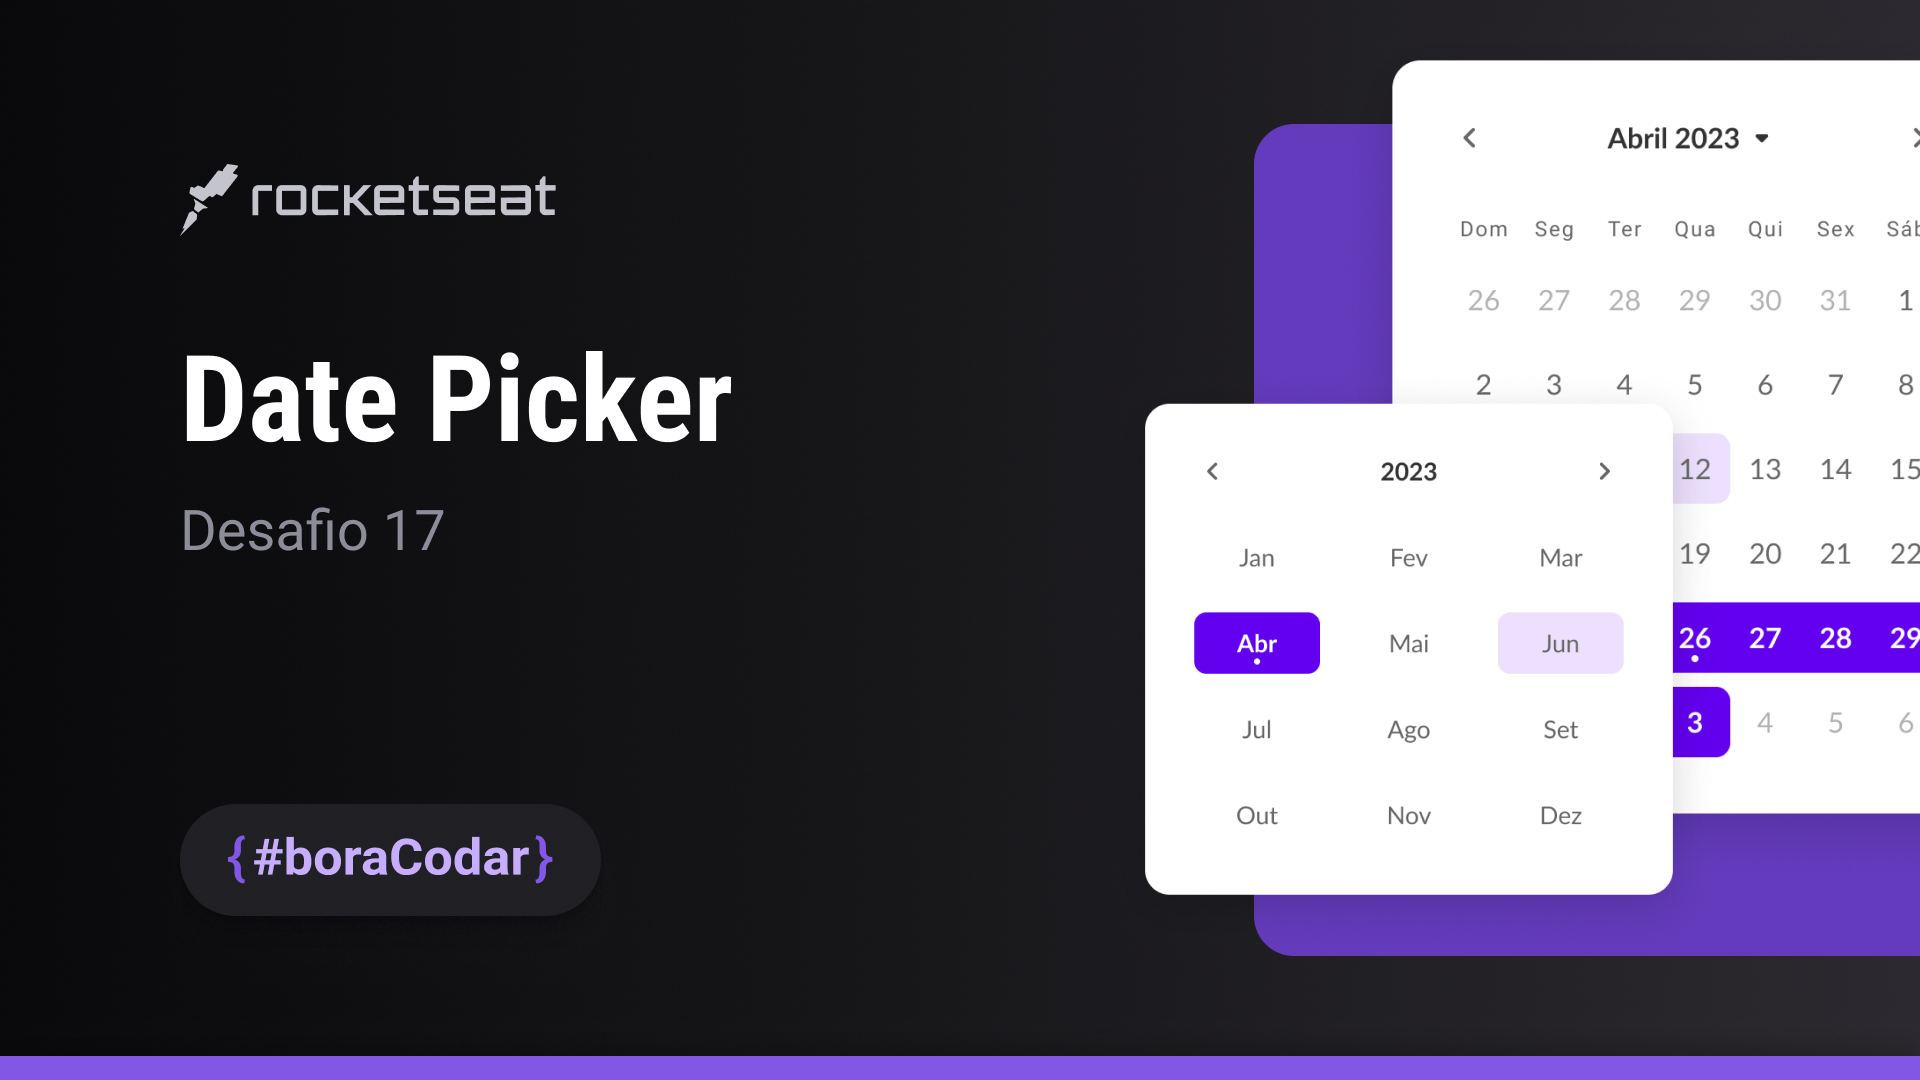 rocketseat
Date Picker
Desafio 17
{#boraCodar}
Abril 2023
Dom Seg Ter Qua Qui Sex
26 27 28 29 30 31 1
2 3 4 5 6 7 8
12 13 14 15
19 20 21 22
26 27 28 29
3 4 5 6
2023
Jan Fev Mar
Abr Mai Jun
Jul Ago Set
Out Nov Dez